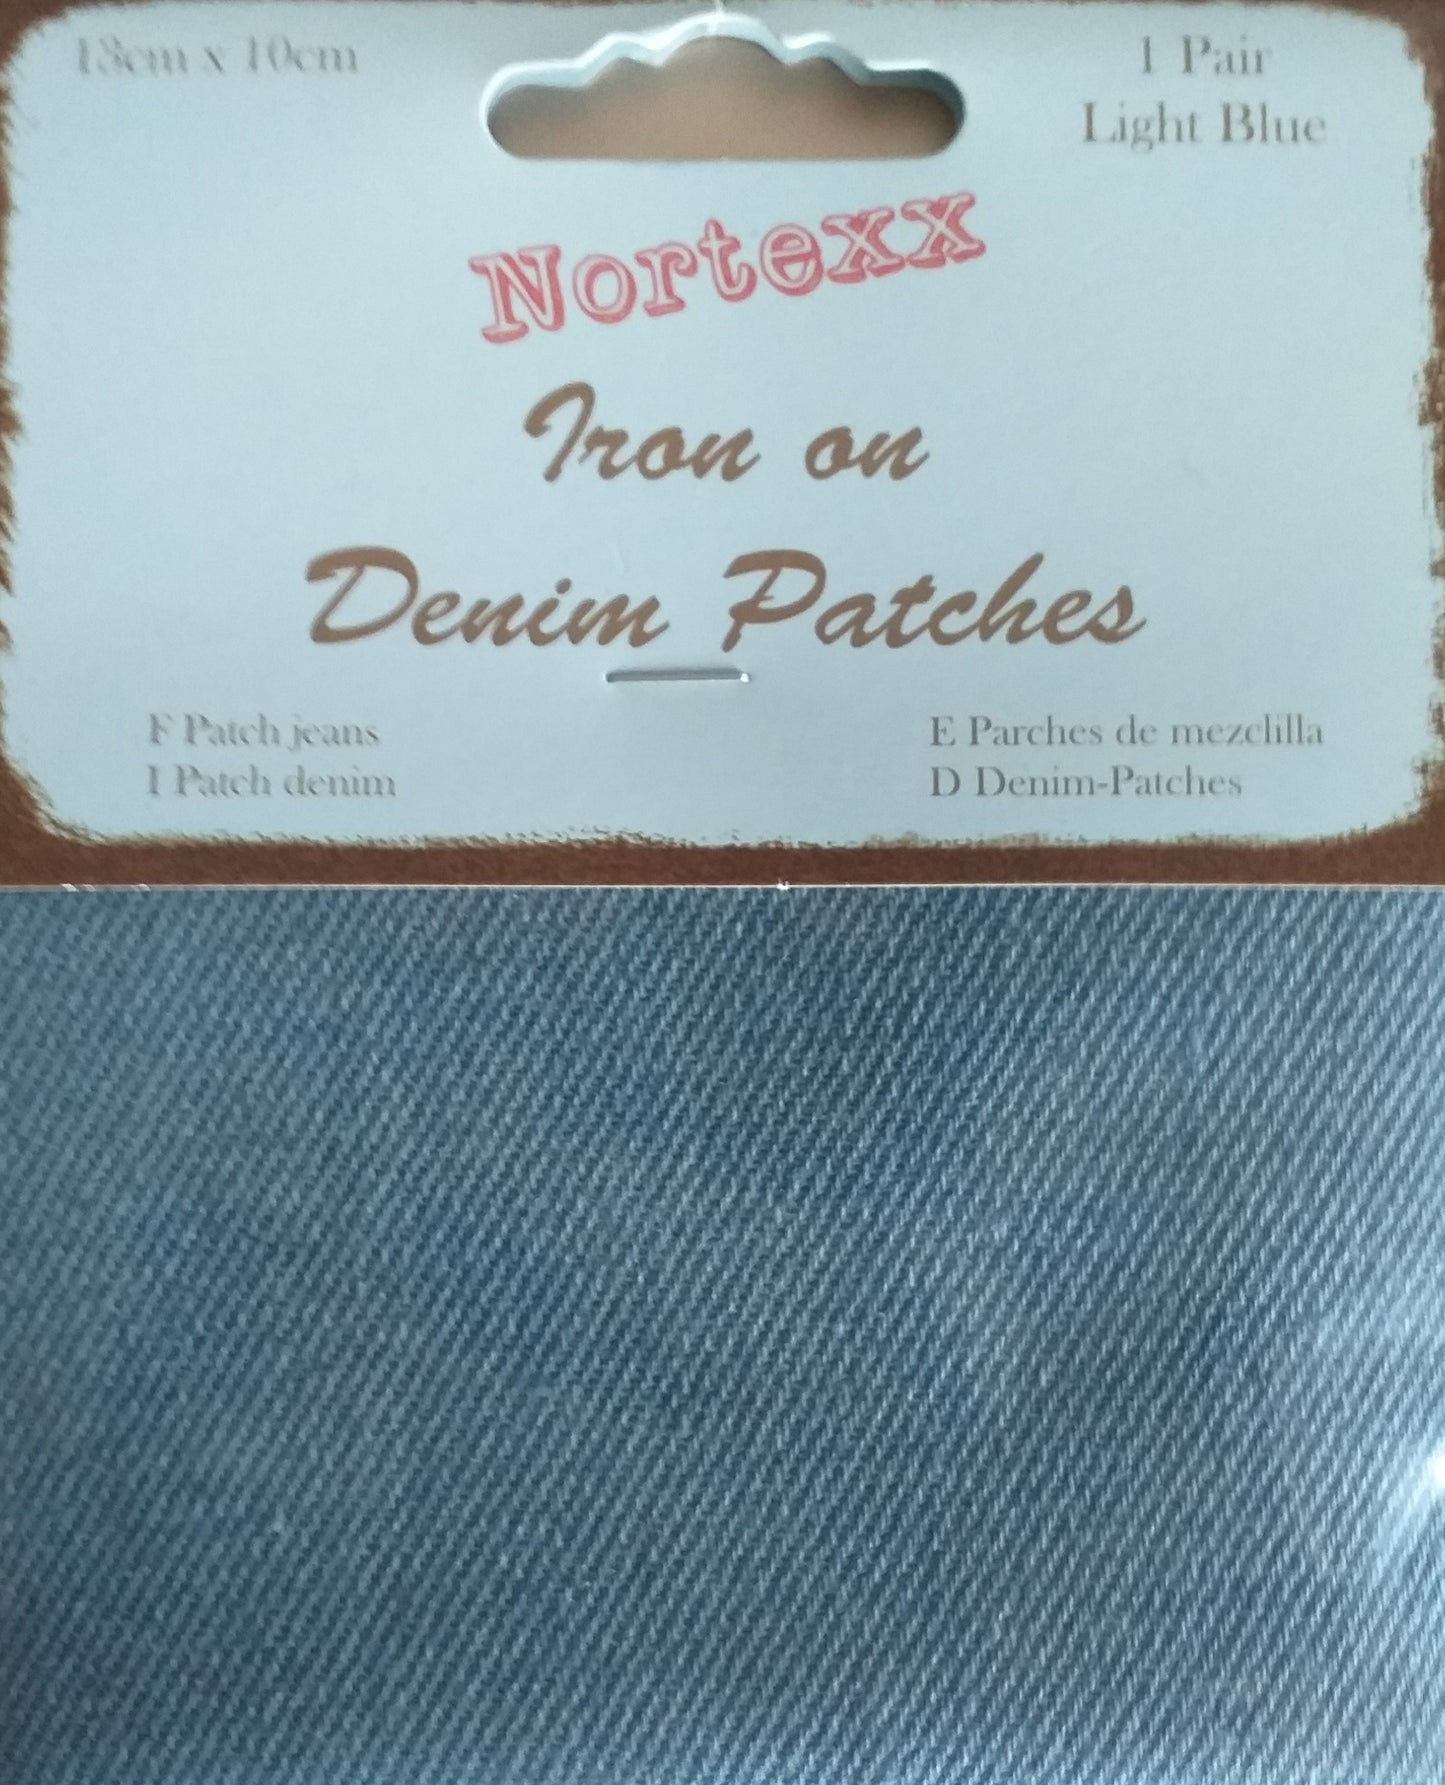 13cm x 10cm
1 Pair
Light Blue
Nortexx
Iron on
Denim Patches
F Patch jeans
I Patch denim
E Parches de mezclilla
D Denim-Patches